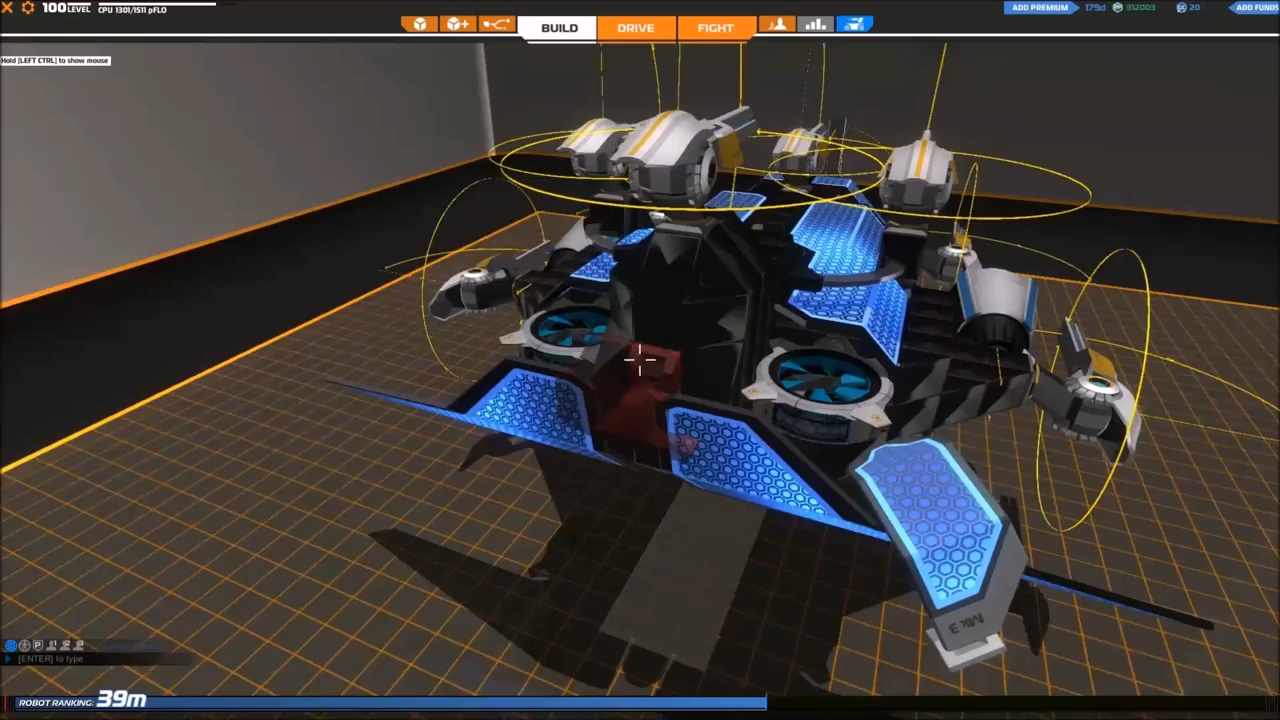 100 LEVEL CPU 1301/1511 pFLO
ADD PREMIUM 179d 312003 20 ADD FUNDS
BUILD DRIVE FIGHT
Hold [LEFT CTRL] to show mouse
Mk3
[ENTER] to type
ROBOT RANKING: 39m